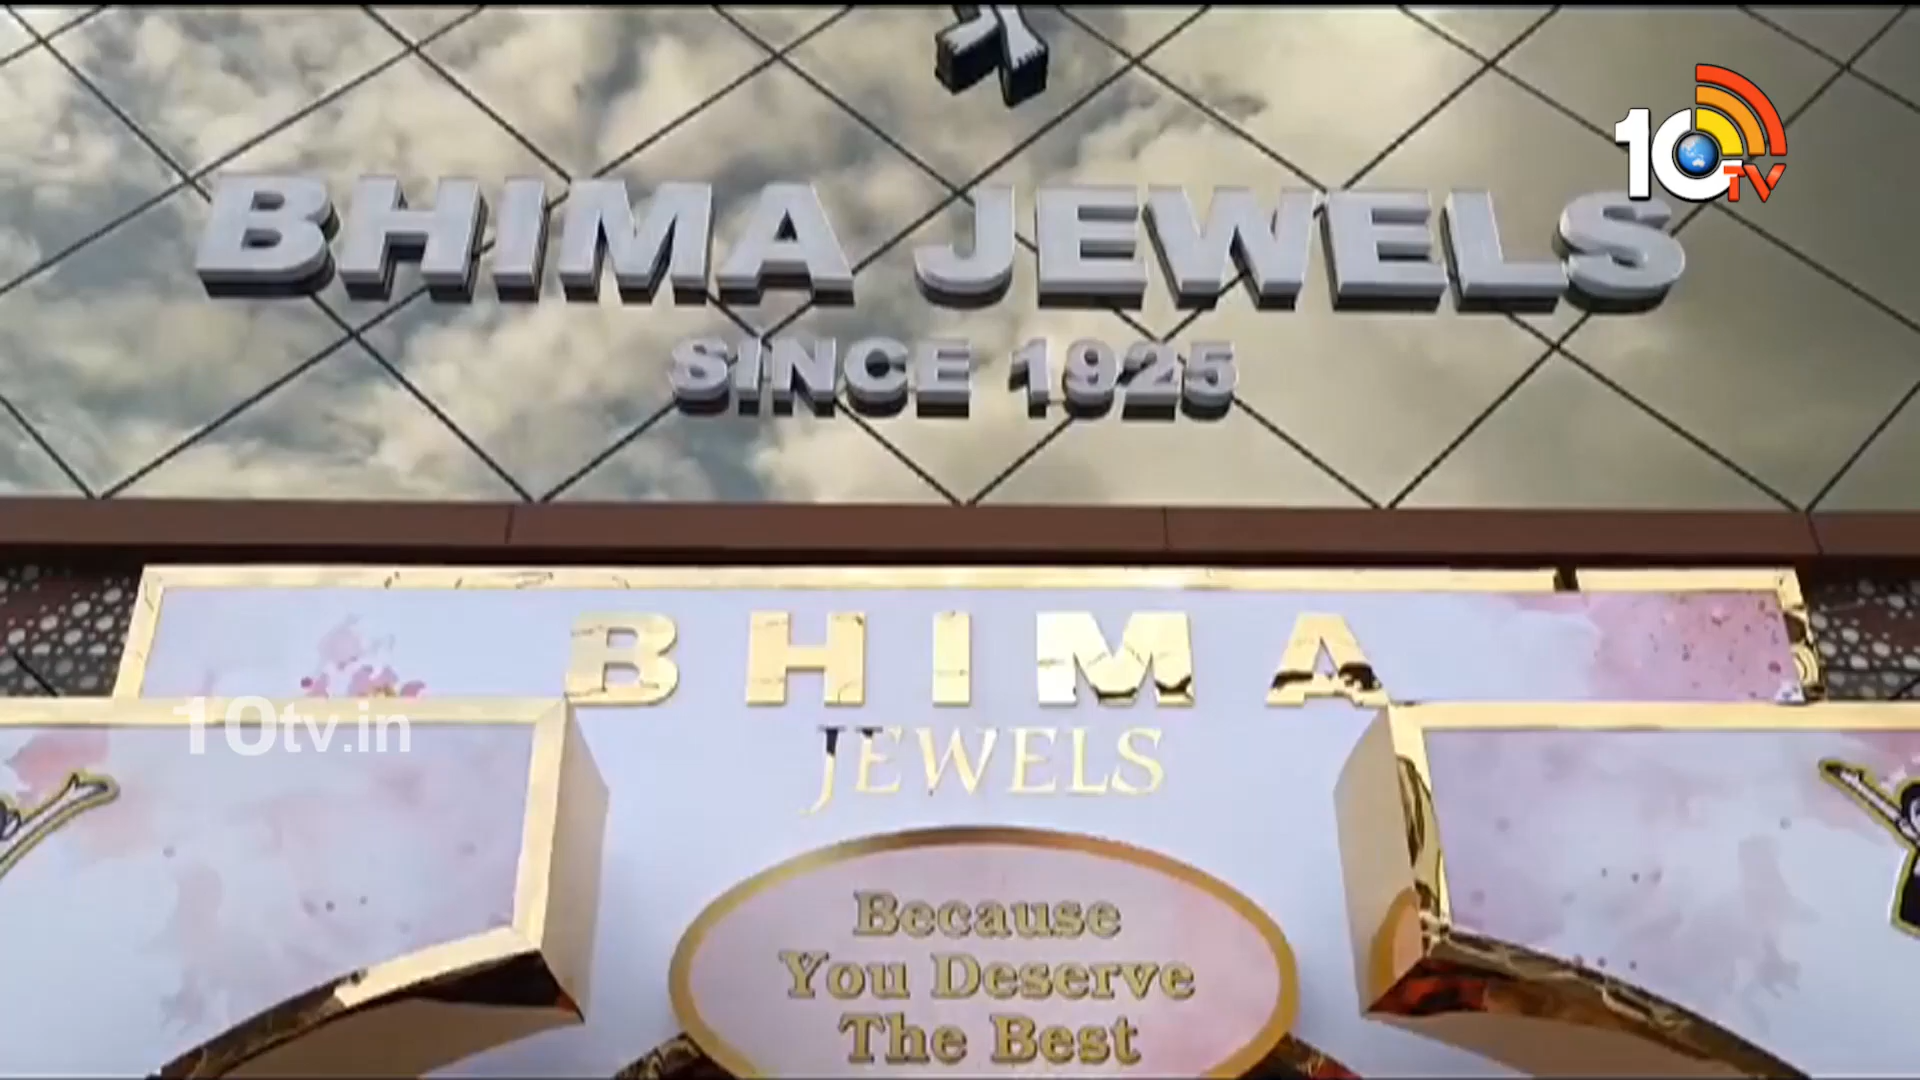 10TV
BHIMA JEWELS
SINCE 1925
BHIMA
JEWELS
10tv.in
Because
You Deserve
The Best